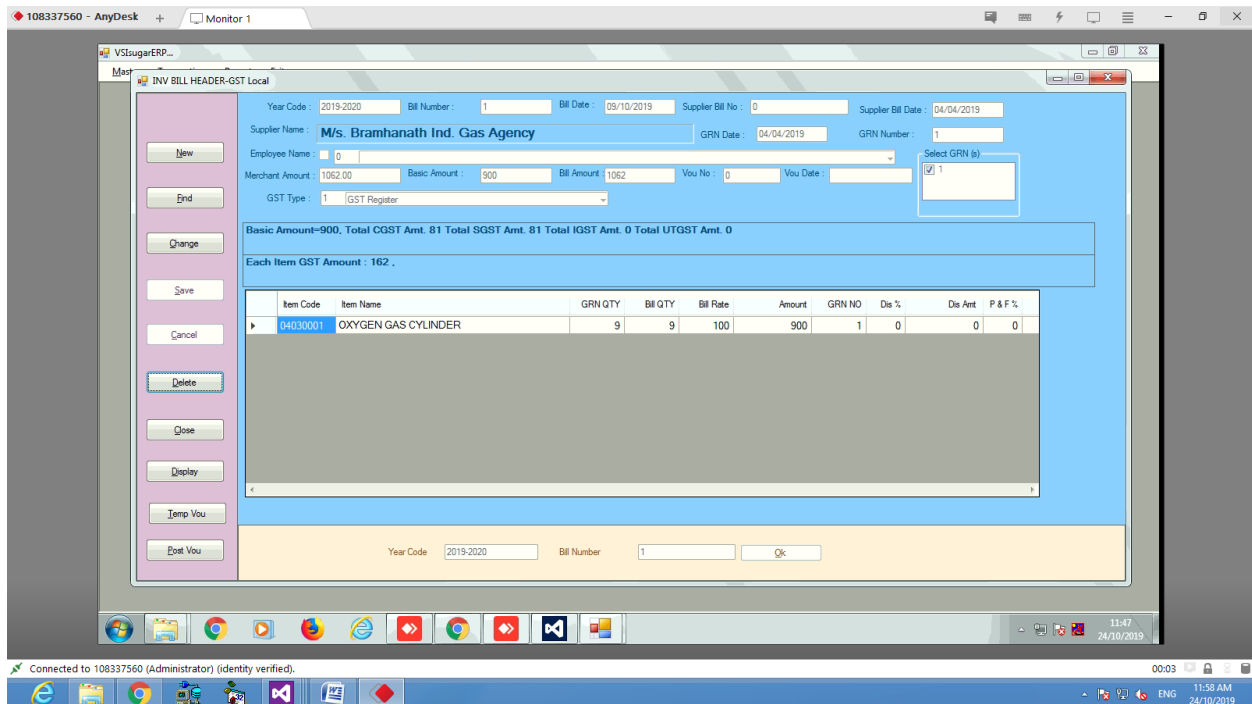 108337560 - AnyDesk
Monitor 1
VSIsugarERP...
INV BILL HEADER-GST Local
Year Code : 2019-2020 Bill Number : 1 Bill Date : 09/10/2019 Supplier Bill No : 0 Supplier Bill Date : 04/04/2019
Supplier Name : M/s. Bramhanath Ind. Gas Agency GRN Date : 04/04/2019 GRN Number : 1
Employee Name : 0 Select GRN (s)
Merchant Amount : 1062.00 Basic Amount : 900 Bill Amount : 1062 Vou No : 0 Vou Date : 1
GST Type : 1 GST Register
Basic Amount=900, Total CGST Amt. 81 Total SGST Amt. 81 Total IGST Amt. 0 Total UTGST Amt. 0
Each Item GST Amount : 162 ,
New
Find
Change
Save
Cancel
Delete
Close
Display
Temp Vou
Post Vou
Item Code Item Name GRN QTY Bill QTY Bill Rate Amount GRN NO Dis % Dis Amt P & F %
04030001 OXYGEN GAS CYLINDER 9 9 100 900 1 0 0 0
Year Code 2019-2020 Bill Number 1 Ok
11:47
24/10/2019
Connected to 108337560 (Administrator) (identity verified). 00:03
ENG 11:58 AM
24/10/2019